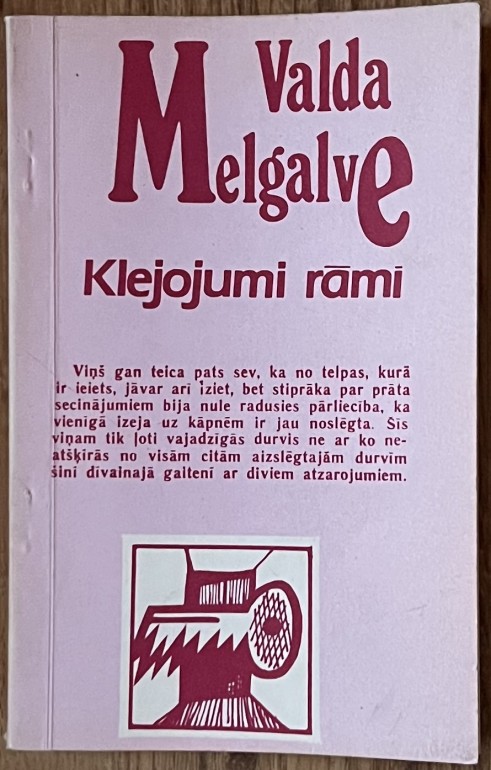 Valda
Melgalve
Klejojumi rāmī
Viņš gan teica pats sev, ka no telpas, kurā
ir ieiets, jāvar arī iziet, bet stiprāka par prāta
secinājumiem bija nule radusies pārliecība, ka
vienīgā izeja uz kāpnēm ir jau noslēgta. Šīs
viņam tik ļoti vajadzīgās durvis ne ar ko ne-
atšķīrās no visām citām aizslēgtajām durvīm
šinī dīvainajā gaitenī ar diviem atzarojumiem.